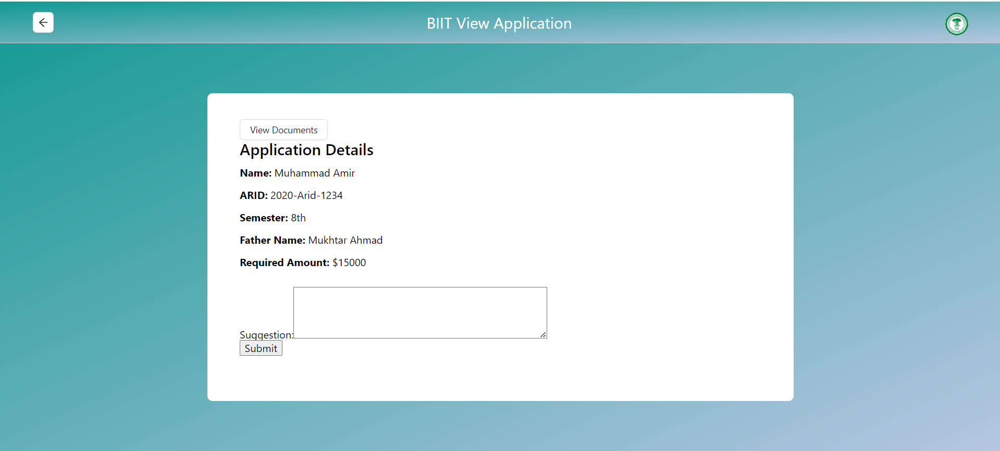 BIIT View Application
View Documents
Application Details
Name: Muhammad Amir
ARID: 2020-Arid-1234
Semester: 8th
Father Name: Mukhtar Ahmad
Required Amount: $15000
Suggestion:
Submit